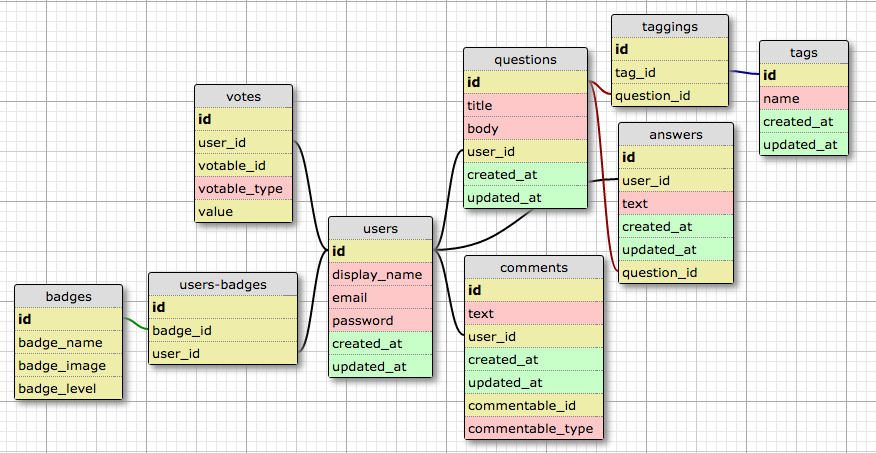 taggings
id
tag_id
question_id
tags
id
name
created_at
updated_at
questions
id
title
body
user_id
created_at
updated_at
votes
id
user_id
votable_id
votable_type
value
answers
id
user_id
text
created_at
updated_at
question_id
users
id
display_name
email
password
created_at
updated_at
comments
id
text
user_id
created_at
updated_at
commentable_id
commentable_type
users-badges
id
badge_id
user_id
badges
id
badge_name
badge_image
badge_level